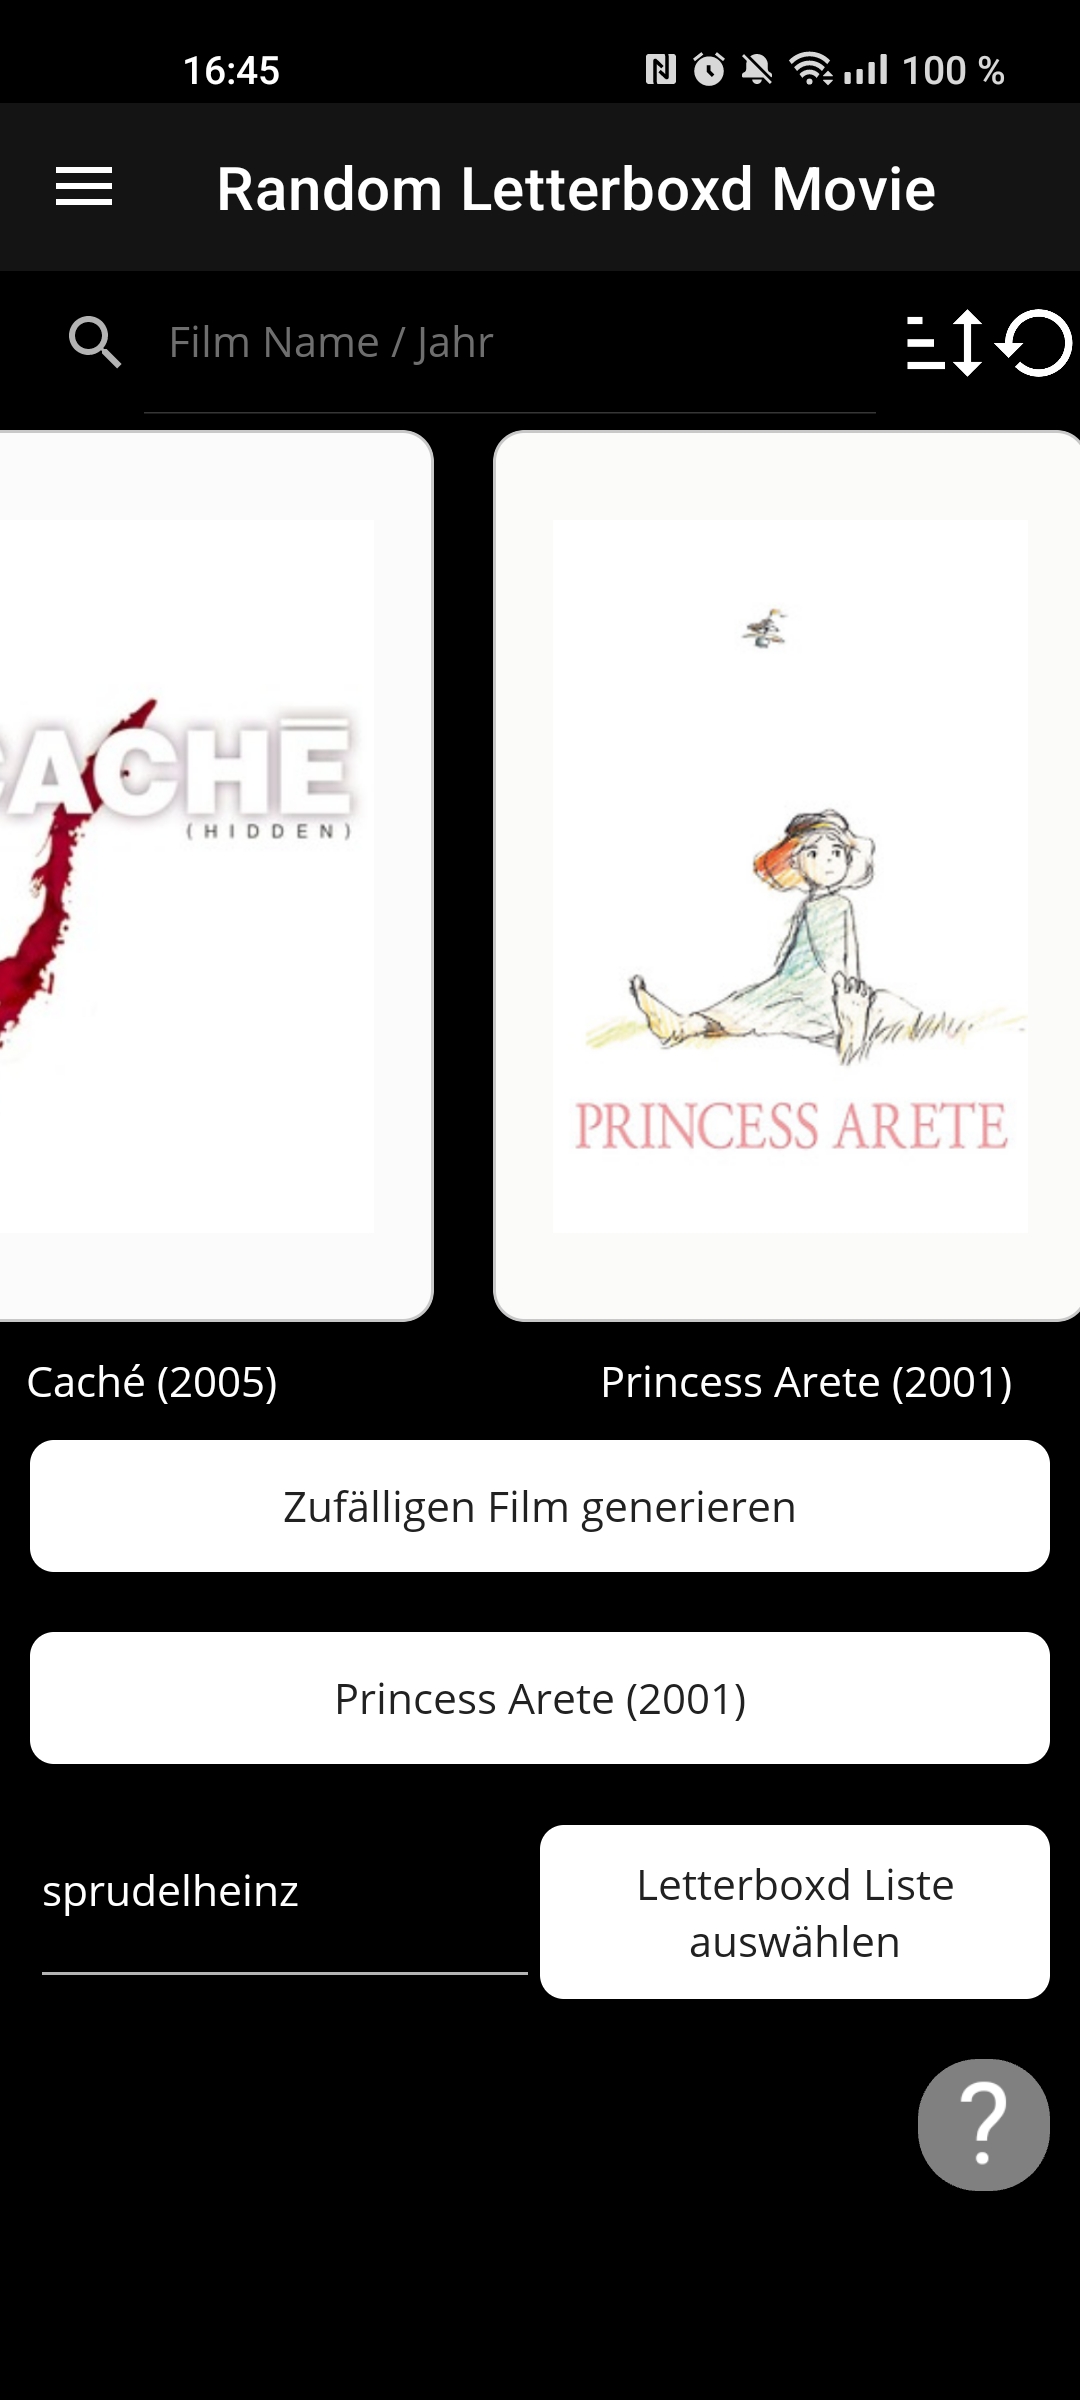 16:45 100 %
Random Letterboxd Movie
Film Name / Jahr
CACHÉ
(HIDDEN)
PRINCESS ARETE
Caché (2005) Princess Arete (2001)
Zufälligen Film generieren
Princess Arete (2001)
sprudelheinz
Letterboxd Liste
auswählen
?